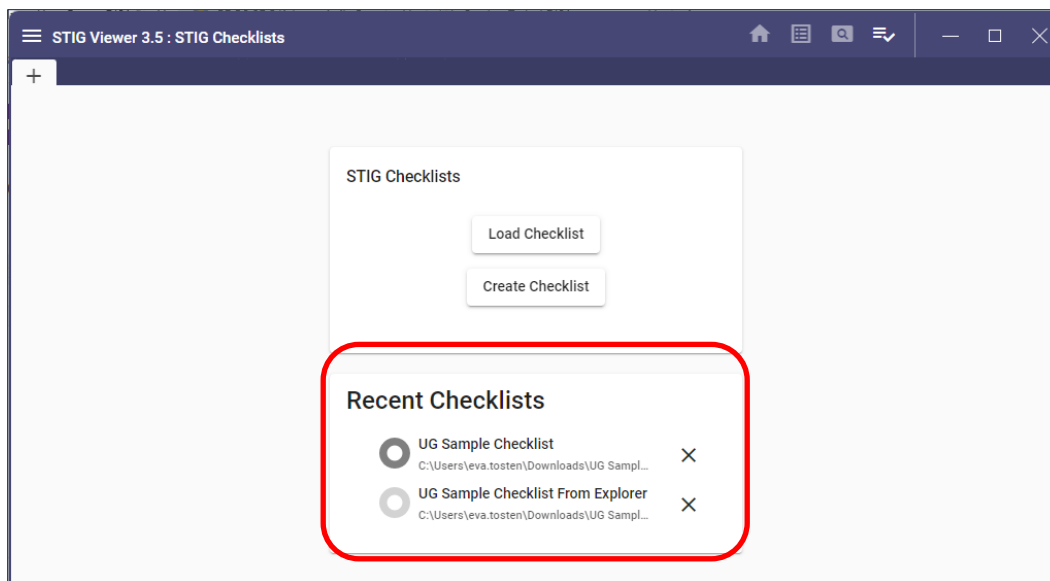 STIG Viewer 3.5 : STIG Checklists
STIG Checklists
Load Checklist
Create Checklist
Recent Checklists
UG Sample Checklist
C:\Users\eva.tosten\Downloads\UG Sampl...
UG Sample Checklist From Explorer
C:\Users\eva.tosten\Downloads\UG Sampl...